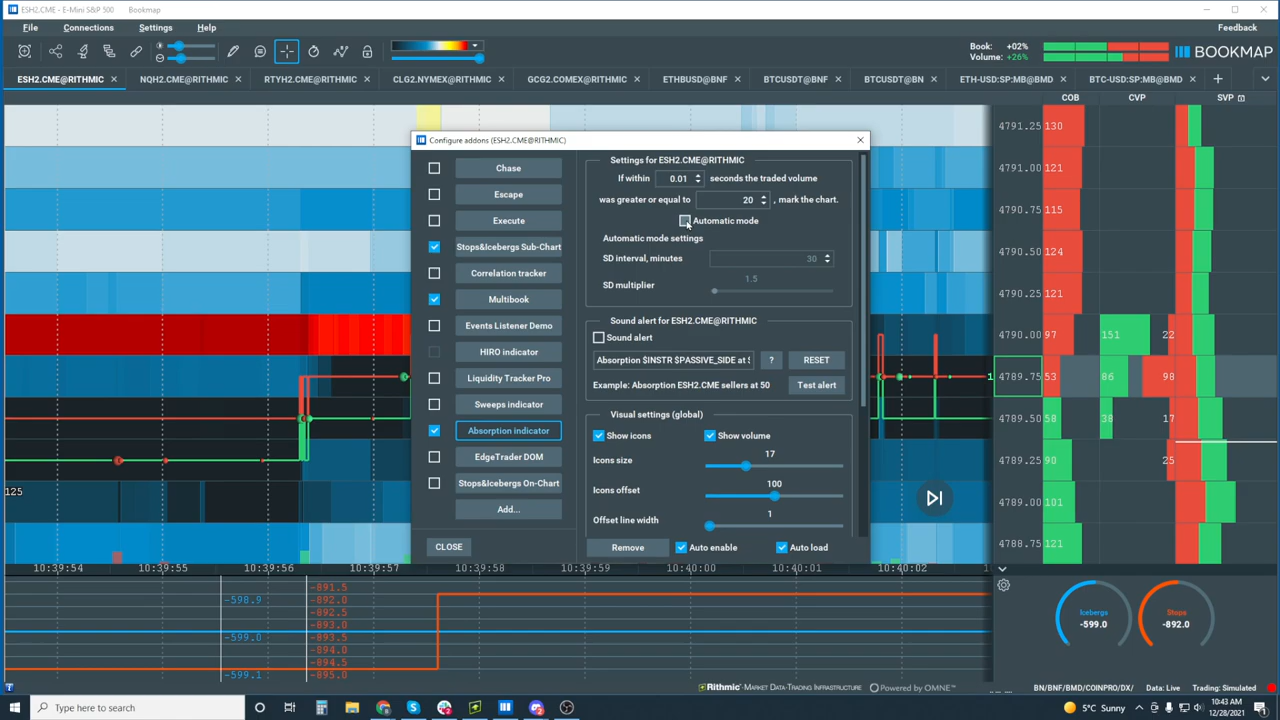 ESH2.CME - E-Mini S&P 500
Bookmap
File Connections Settings Help
Feedback
Book: +02%
Volume: +26%
BOOKMAP
ESH2.CME@RITHMIC NQH2.CME@RITHMIC RTYH2.CME@RITHMIC CLG2.NYMEX@RITHMIC GCG2.COMEX@RITHMIC ETHBUSD@BNF BTCUSDT@BNF BTCUSDT@BN ETH-USD:SP:MB@BMD BTC-USD:SP:MB@BMD
COB CVP SVP
Configure addons (ESH2.CME@RITHMIC)
Chase
Escape
Execute
Stops&Icebergs Sub-Chart
Correlation tracker
Multibook
Events Listener Demo
HIRO indicator
Liquidity Tracker Pro
Sweeps indicator
Absorption indicator
EdgeTrader DOM
Stops&Icebergs On-Chart
Add...
CLOSE
Settings for ESH2.CME@RITHMIC
If within 0.01 seconds the traded volume
was greater or equal to 20 , mark the chart.
Automatic mode
Automatic mode settings
SD interval, minutes 30
SD multiplier 1.5
Sound alert for ESH2.CME@RITHMIC
Sound alert
Absorption $INSTR $PASSIVE_SIDE at $ ? RESET
Example: Absorption ESH2.CME sellers at 50 Test alert
Visual settings (global)
Show icons Show volume
Icons size 17
Icons offset 100
Offset line width 1
Remove Auto enable Auto load
4791.25 130
4791.00 121
4790.75 115
4790.50 124
4790.25 121
4790.00 97 151 22
4789.75 53 86 98
4789.50 58 38 17
4789.25 90 25
4789.00 101
4788.75 121
125
10:39:54 10:39:55 10:39:56 10:39:57 10:39:58 10:39:59 10:40:00 10:40:01 10:40:02
-598.9
-599.0
-599.1
-891.5
-892.0
-892.5
-893.0
-893.5
-894.0
-894.5
-895.0
Icebergs
-599.0
Stops
-892.0
Rithmic-MARKET DATA-TRADING INFRASTRUCTURE Powered by OMNE™
BN/BNF/BMD/COINPRO/DX/ Data: Live Trading: Simulated
Type here to search
5°C Sunny
10:43 AM
12/28/2021